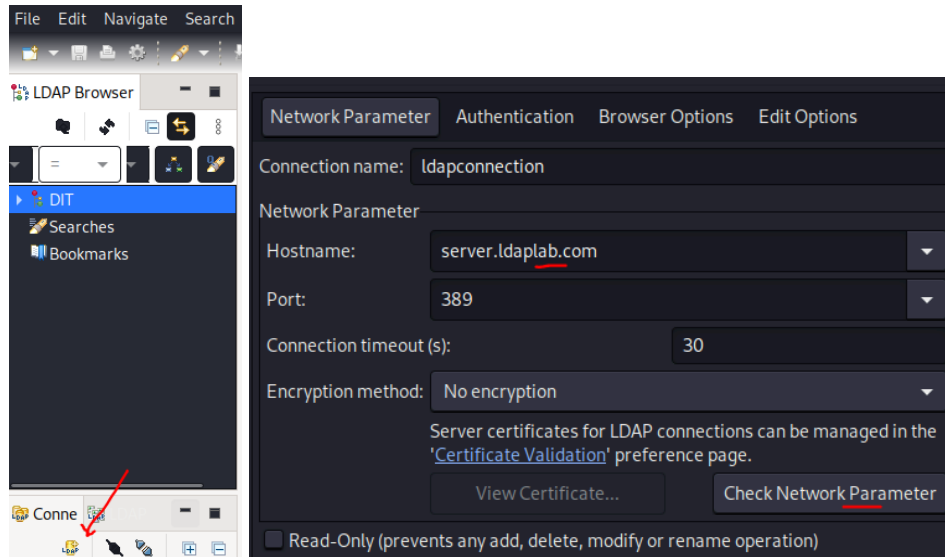 File Edit Navigate Search
LDAP Browser
=
DIT
Searches
Bookmarks
Conne
LDAP
Network Parameter Authentication Browser Options Edit Options
Connection name: ldapconnection
Network Parameter
Hostname: server.ldaplab.com
Port: 389
Connection timeout (s): 30
Encryption method: No encryption
Server certificates for LDAP connections can be managed in the
'Certificate Validation' preference page.
View Certificate... Check Network Parameter
Read-Only (prevents any add, delete, modify or rename operation)